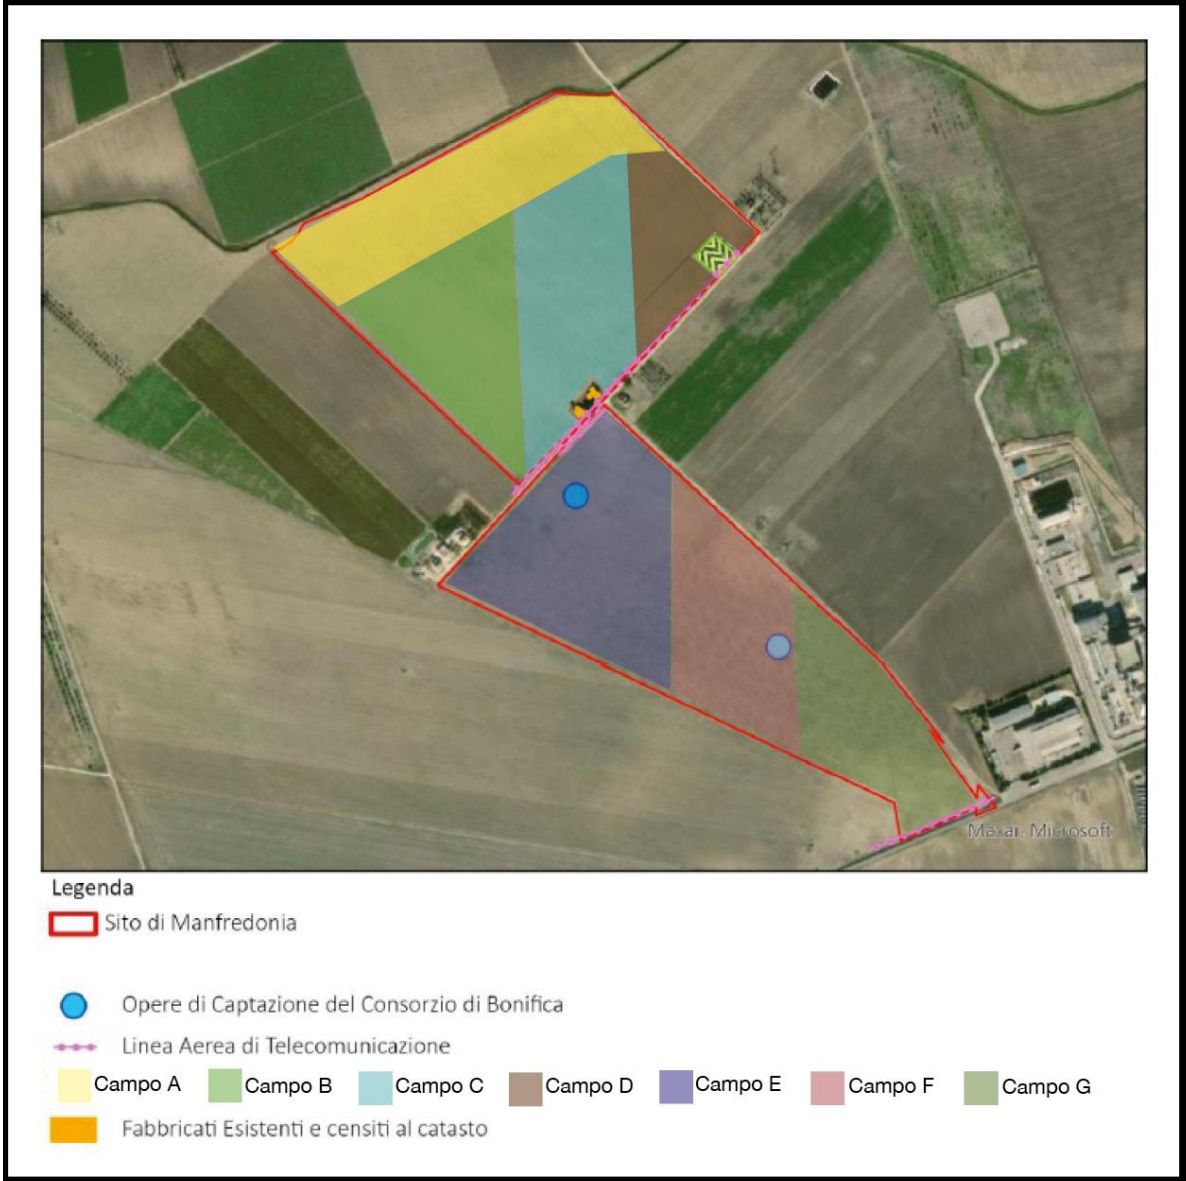 Maxar, Microsoft
Legenda
Sito di Manfredonia
Opere di Captazione del Consorzio di Bonifica
Linea Aerea di Telecomunicazione
Campo A Campo B Campo C Campo D Campo E Campo F Campo G
Fabbricati Esistenti e censiti al catasto